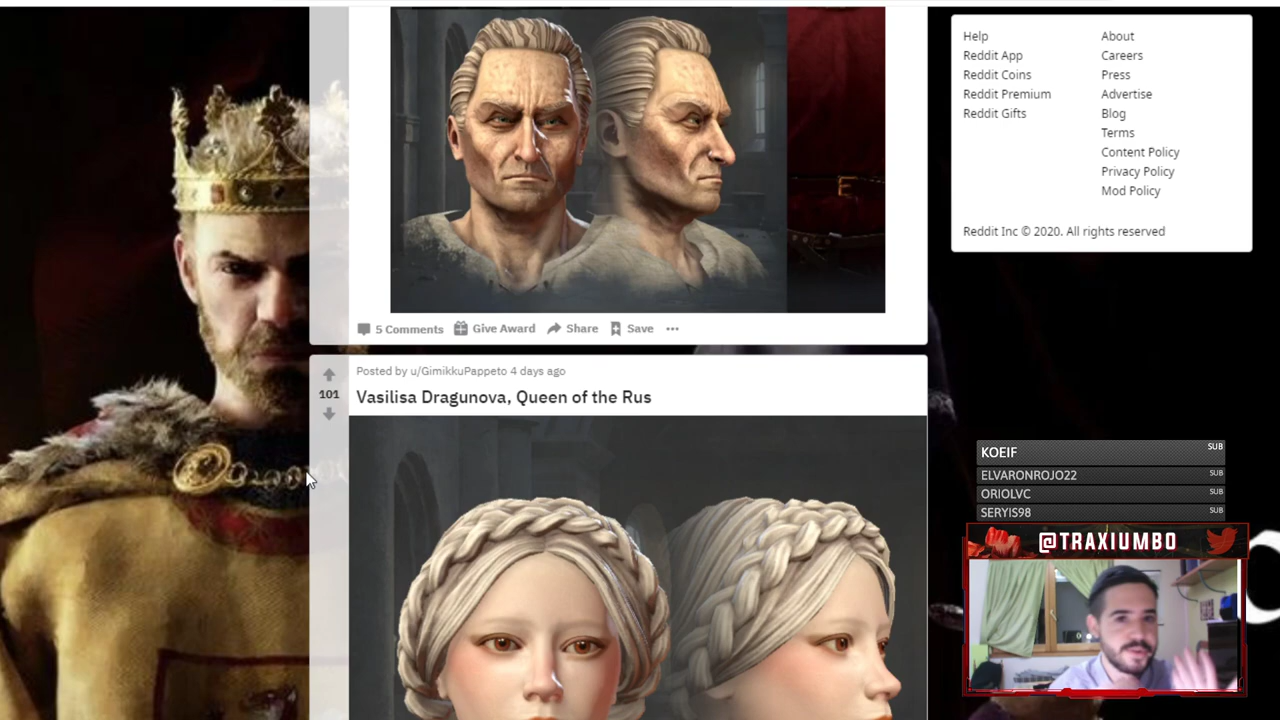 5 Comments Give Award Share Save
101
Posted by u/GimikkuPappeto 4 days ago
Vasilisa Dragunova, Queen of the Rus
Help
Reddit App
Reddit Coins
Reddit Premium
Reddit Gifts
About
Careers
Press
Advertise
Blog
Terms
Content Policy
Privacy Policy
Mod Policy
Reddit Inc © 2020. All rights reserved
KOEIF SUB
ELVARONROJO22 SUB
ORIOLVC SUB
SERYIS98 SUB
@TRAXIUMBO